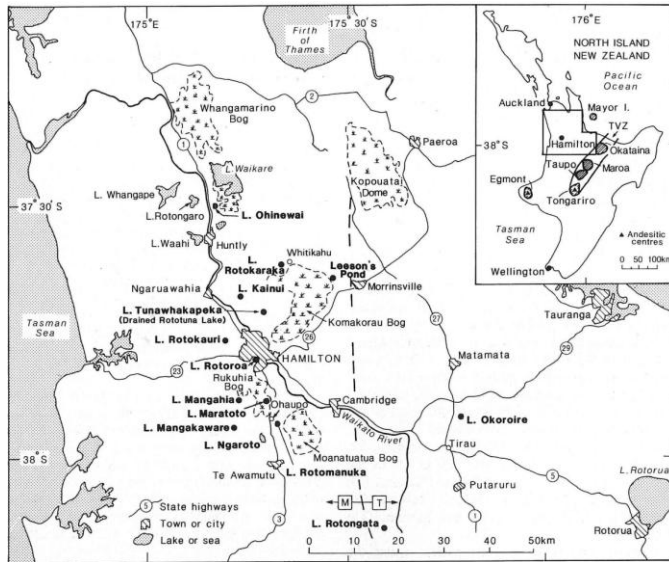 175°E
Firth
of
Thames
175°30'E
176°E
NORTH ISLAND
NEW ZEALAND
Pacific
Ocean
Auckland
Mayor I.
TVZ
38°S
Hamilton
Okataina
Taupo
Maroa
Egmont
Tongariro
Tasman
Sea
Andesitic
centres
Wellington
0 50 100km
Whangamarino
Bog
2
1
Paeroa
L. Waikare
Kopouatai
Dome
L. Whangape
37°30'S
L. Rotongaro
L. Ohinewai
L. Waahi
Huntly
L.
Rotokaraka
Whitikahu
Leeson's
Pond
Ngaruawahia
L. Kainui
Morrinsville
L. Tunawhakapeka
(Drained Rototuna Lake)
Komakorau Bog
Tauranga
Tasman
Sea
26
27
29
L. Rotokauri
HAMILTON
Matamata
23
L. Rotoroa
Rukuhia
Bog
L. Mangahia
Ohaupo
Cambridge
L. Maratoto
Waikato River
L. Okoroire
L. Mangakaware
38°S
L. Ngaroto
Moanatuatua Bog
Tirau
L. Rotorua
Te Awamutu
L. Rotomanuka
5
Putaruru
M T
5 State highways
Town or city
Lake or sea
3
L. Rotongata
1
Rotorua
0 10 20 30 40 50km